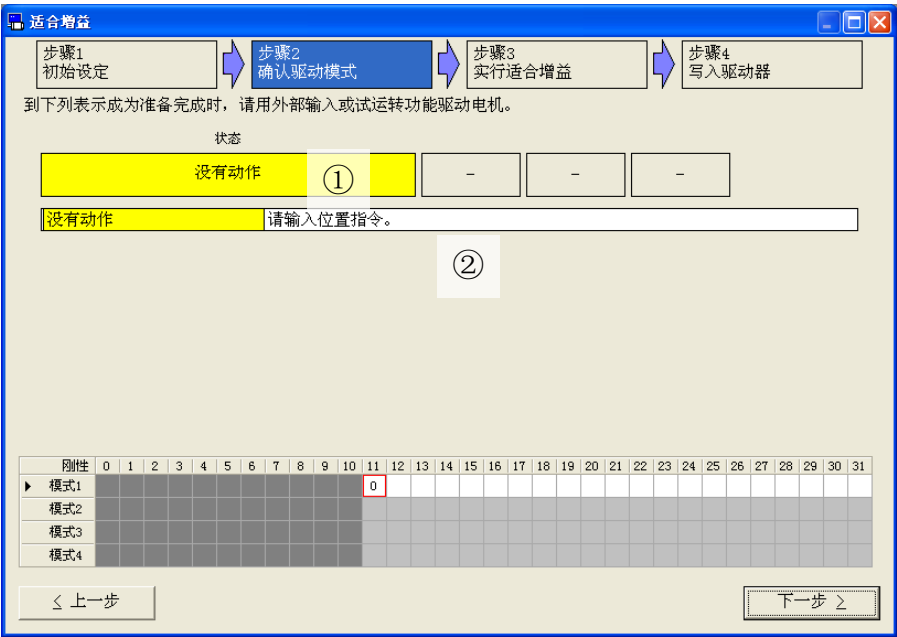 适合增益
步骤1
初始设定
步骤2
确认驱动模式
步骤3
实行适合增益
步骤4
写入驱动器
到下列表示成为准备完成时，请用外部输入或试运转功能驱动电机。
状态
没有动作 ① － － －
没有动作 请输入位置指令。
②
刚性 0 1 2 3 4 5 6 7 8 9 10 11 12 13 14 15 16 17 18 19 20 21 22 23 24 25 26 27 28 29 30 31
模式1 0
模式2
模式3
模式4
≤ 上一步 下一步 ≥